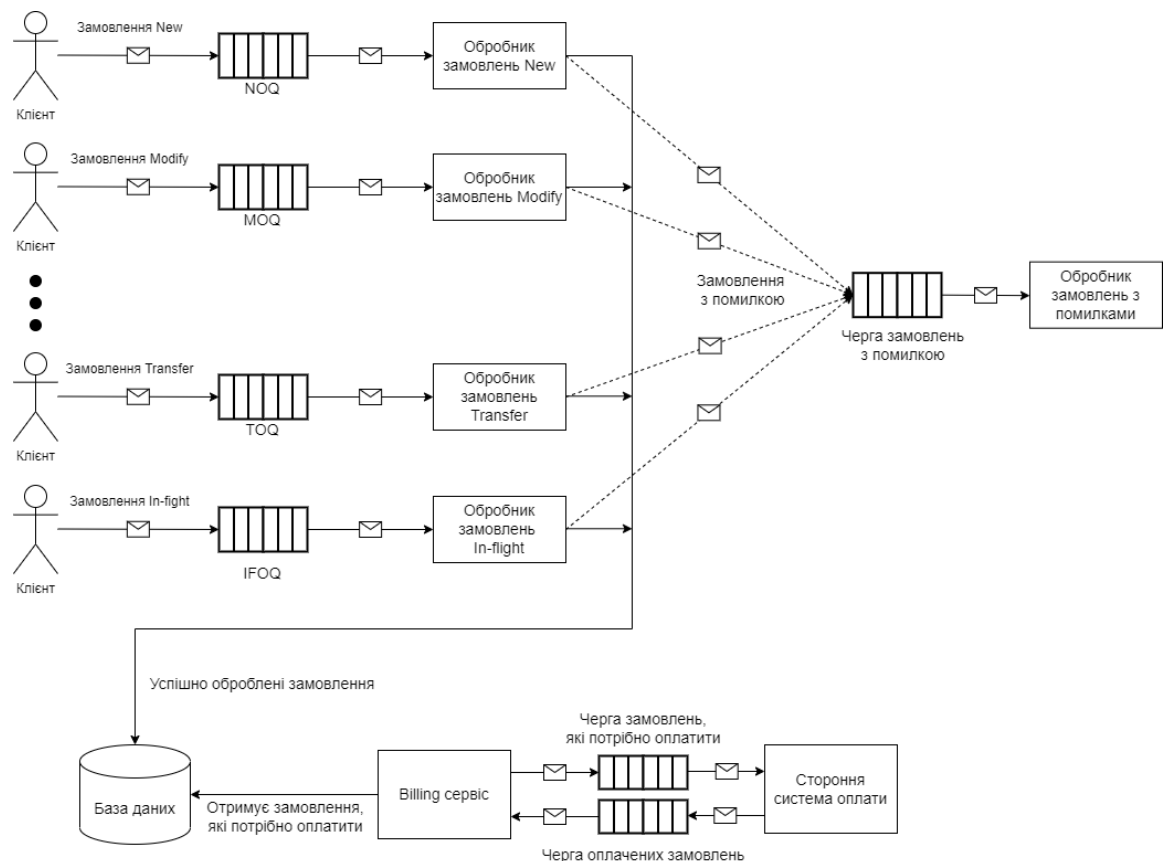 Замовлення New
Клієнт
NOQ
Обробник
замовлень New
Замовлення Modify
Клієнт
MOQ
Обробник
замовлень Modify
Замовлення
з помилкою
Черга замовлень
з помилкою
Обробник
замовлень з
помилками
Замовлення Transfer
Клієнт
TOQ
Обробник
замовлень
Transfer
Замовлення In-fight
Клієнт
IFOQ
Обробник
замовлень
In-flight
Успішно оброблені замовлення
База даних
Отримує замовлення,
які потрібно оплатити
Billing сервіс
Черга замовлень,
які потрібно оплатити
Черга оплачених замовлень
Стороння
система оплати